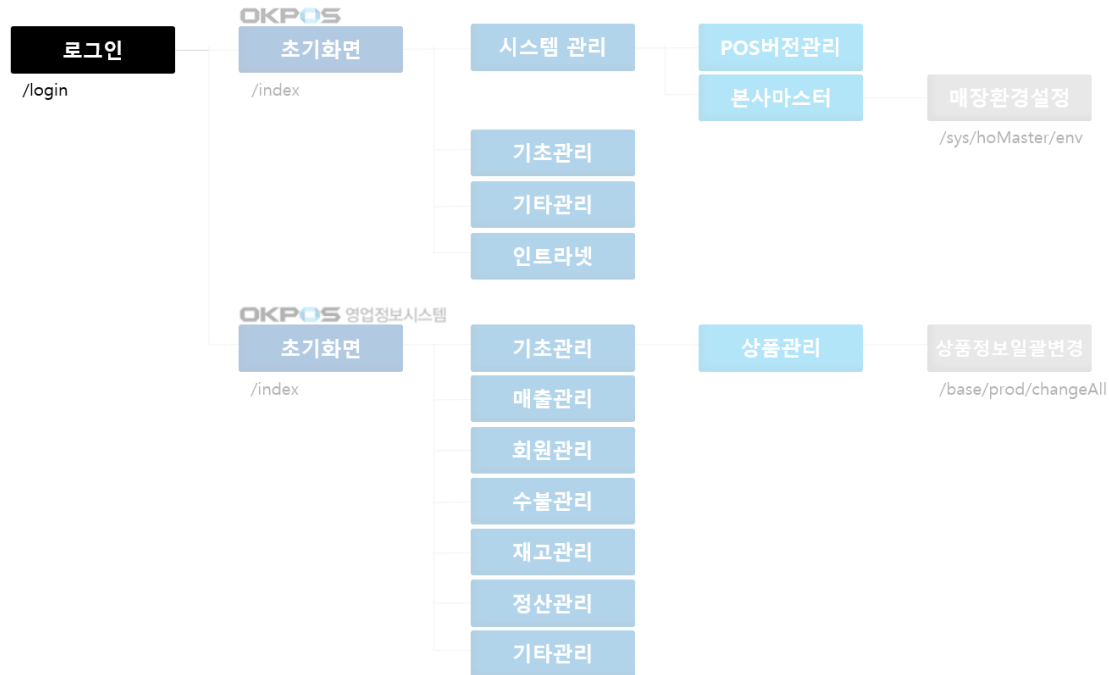 OKPOS
로그인
초기화면
시스템 관리
POS버전관리
/login
/index
본사마스터
매장환경설정
/sys/hoMaster/env
기초관리
기타관리
인트라넷
OKPOS 영업정보시스템
초기화면
기초관리
상품관리
상품정보일괄변경
/index
/base/prod/changeAll
매출관리
회원관리
수불관리
재고관리
정산관리
기타관리